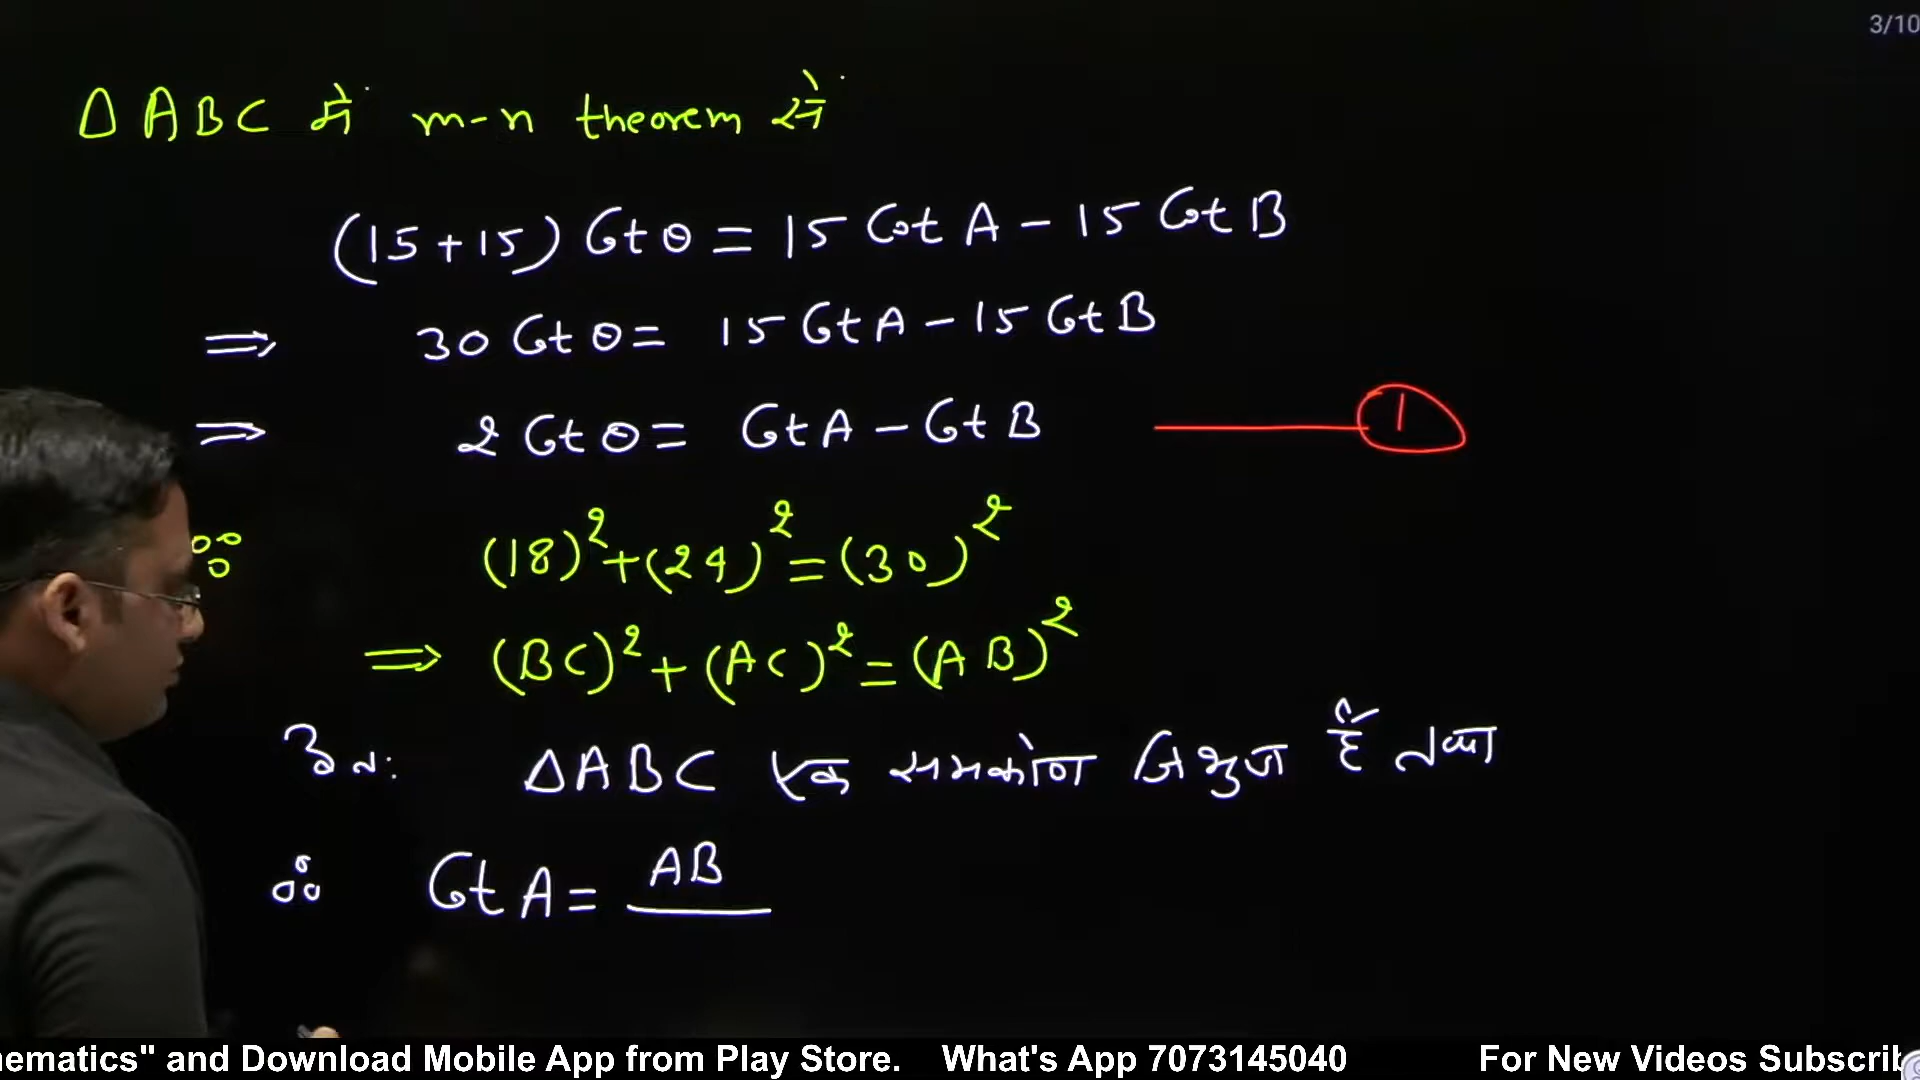 3/10
Δ ABC में m-n theorem से
(15+15) Cot θ = 15 Cot A - 15 Cot B
⇒ 30 Cot θ = 15 Cot A - 15 Cot B
⇒ 2 Cot θ = Cot A - Cot B ——— 1
∵ (18)² + (24)² = (30)²
⇒ (BC)² + (AC)² = (AB)²
अतः ΔABC एक समकोण त्रिभुज है तथा
∴ Cot A = AB
nematics" and Download Mobile App from Play Store. What's App 7073145040 For New Videos Subscrib